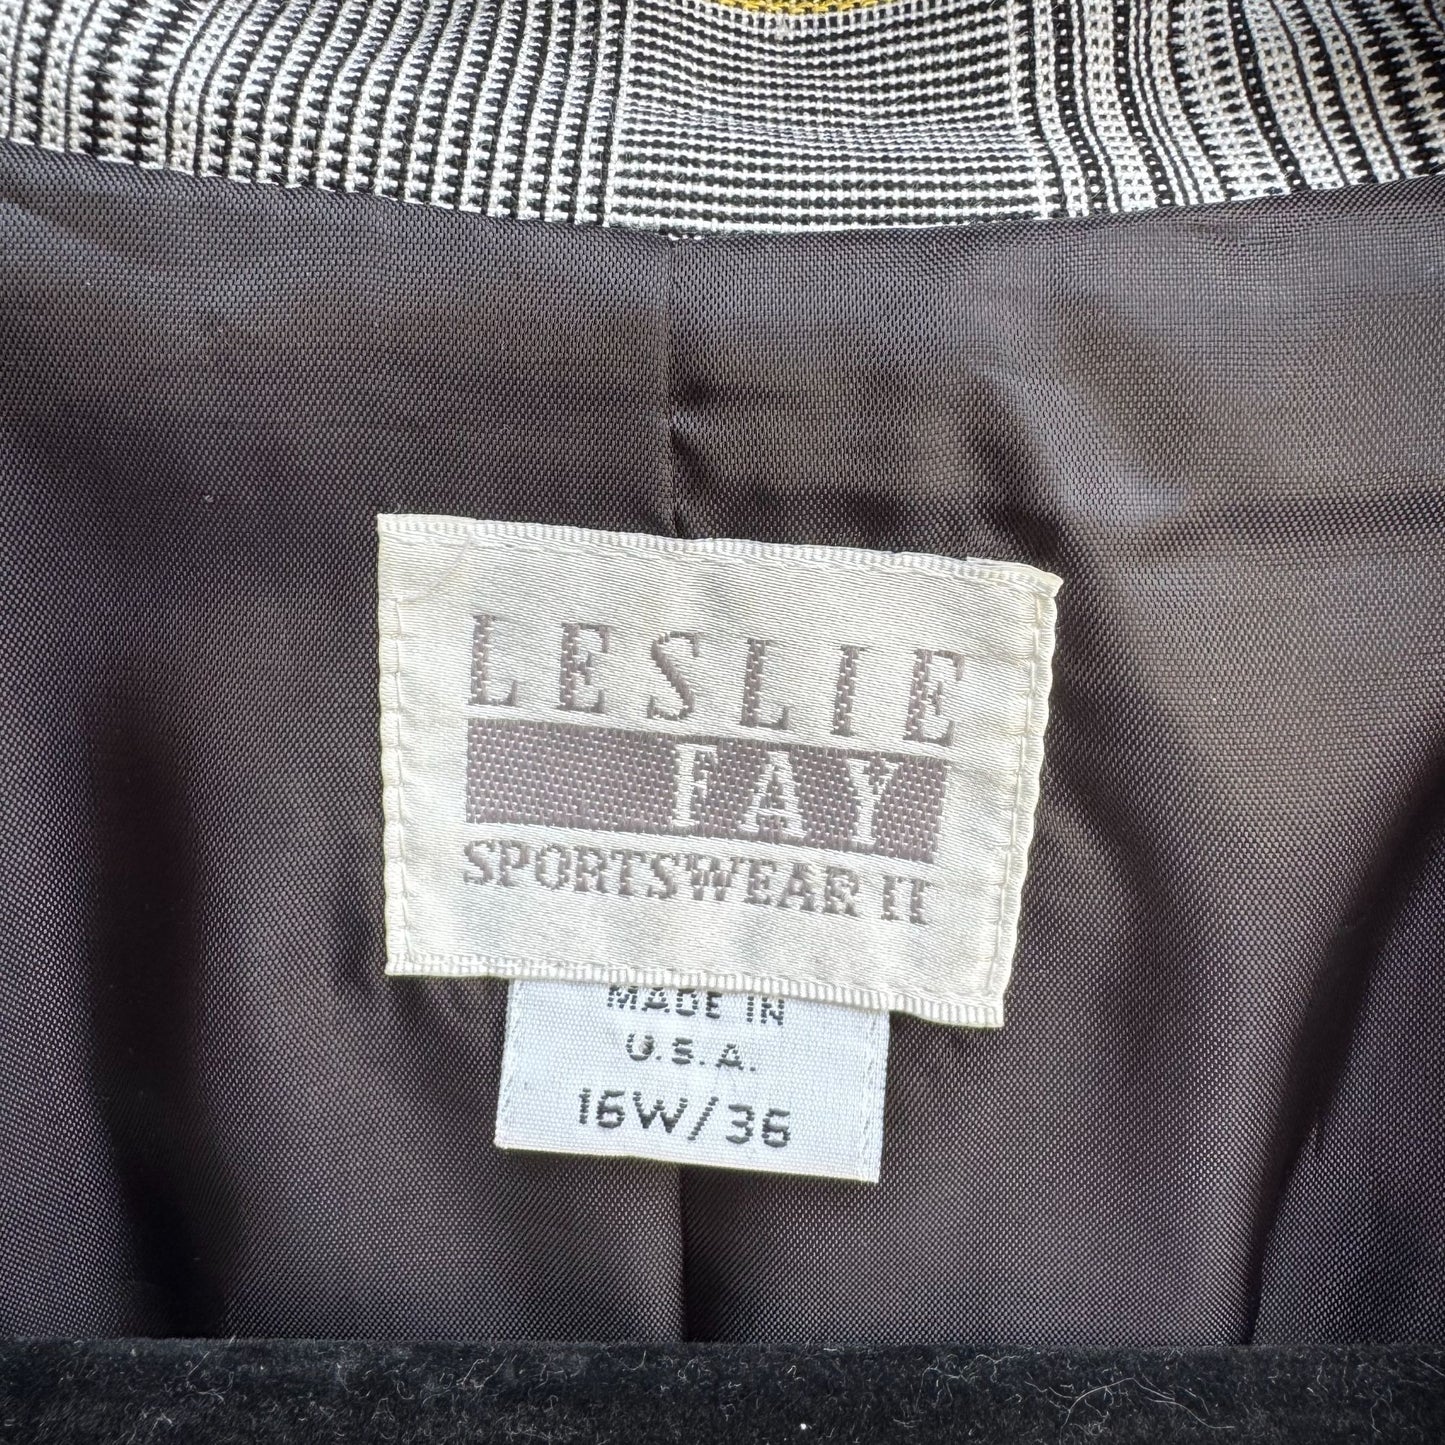 LESLIE
FAY
SPORTSWEAR II
MADE IN
U.S.A.
16W/36